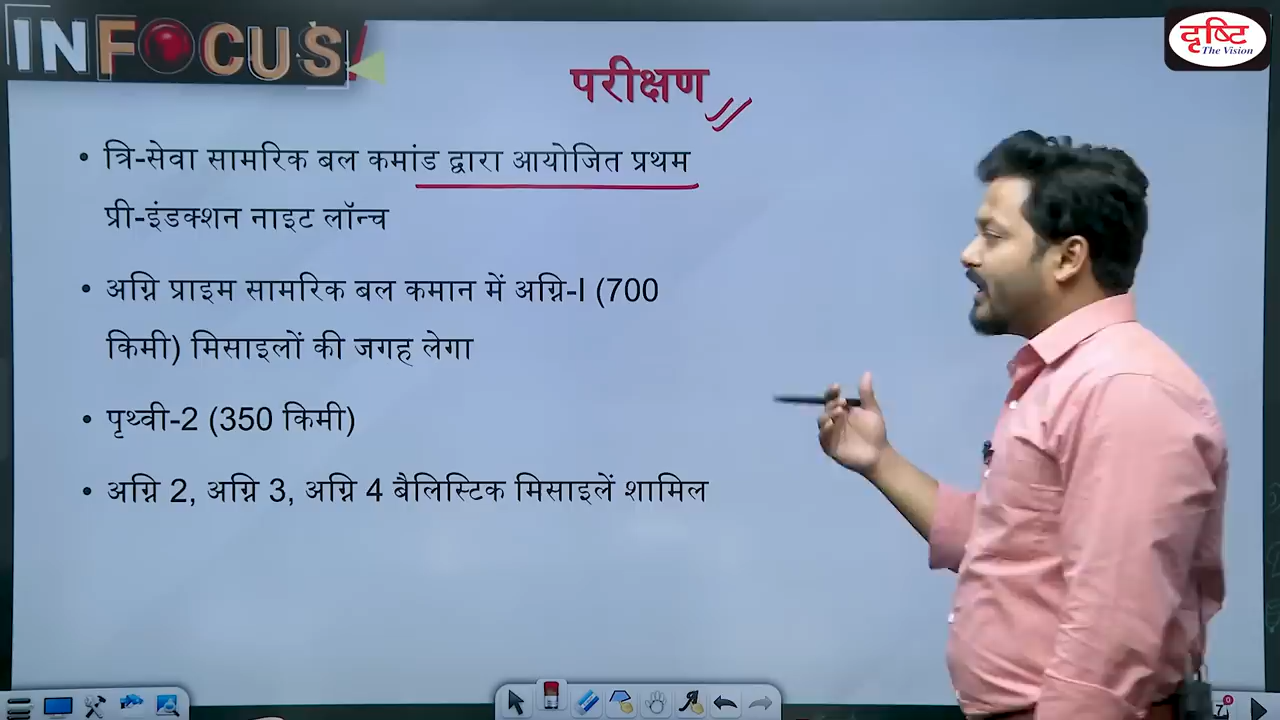 INFOCUS
दृष्टि
The Vision
परीक्षण
• त्रि-सेवा सामरिक बल कमांड द्वारा आयोजित प्रथम
प्री-इंडक्शन नाइट लॉन्च
• अग्नि प्राइम सामरिक बल कमान में अग्नि-I (700
किमी) मिसाइलों की जगह लेगा
• पृथ्वी-2 (350 किमी)
• अग्नि 2, अग्नि 3, अग्नि 4 बैलिस्टिक मिसाइलें शामिल